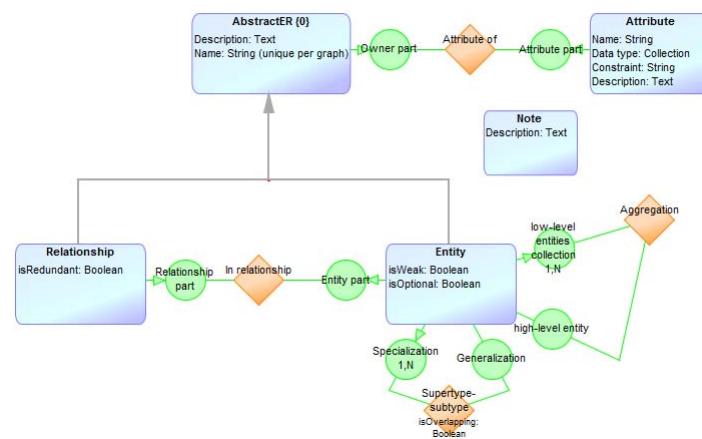 AbstractER {0}
Description: Text
Name: String (unique per graph)
Owner part
Attribute of
Attribute part
Attribute
Name: String
Data type: Collection
Constraint: String
Description: Text
Note
Description: Text
Relationship
isRedundant: Boolean
Relationship
part
In relationship
Entity part
Entity
isWeak: Boolean
isOptional: Boolean
low-level
entities
collection
1,N
Aggregation
high-level entity
Specialization
1,N
Generalization
Supertype-
subtype
isOverlapping:
Boolean